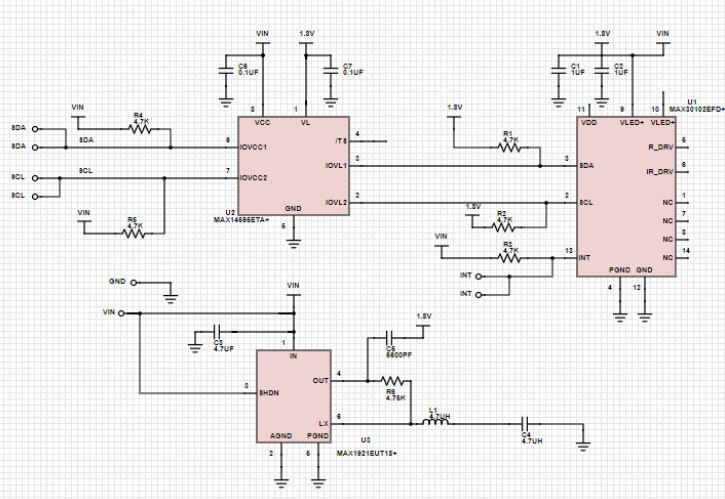 VIN
1.8V
C6
0.1UF
C7
0.1UF
3
1
VCC
VL
/TS
4
VIN
R4
4.7K
SDA
SDA
SDA
6
IOVCC1
IOVL1
3
SCL
SCL
SCL
7
IOVCC2
IOVL2
2
VIN
R5
4.7K
GND
5
U2
MAX14595ETA+
1.8V
VIN
C1
1UF
C2
1UF
U1
MAX30102EFD+
11
9
10
VDD
VLED+
VLED+
1.8V
R1
4.7K
3
SDA
R_DRV
5
IR_DRV
6
1.8V
R2
4.7K
2
SCL
NC
1
NC
7
NC
8
NC
14
VIN
R3
4.7K
13
INT
INT
INT
PGND
GND
4
12
GND
VIN
VIN
C3
4.7UF
1
IN
3
SHDN
OUT
4
LX
6
AGND
PGND
2
5
U3
MAX1921EUT18+
1.8V
C5
5600PF
R6
4.75K
L1
4.7UH
C4
4.7UH